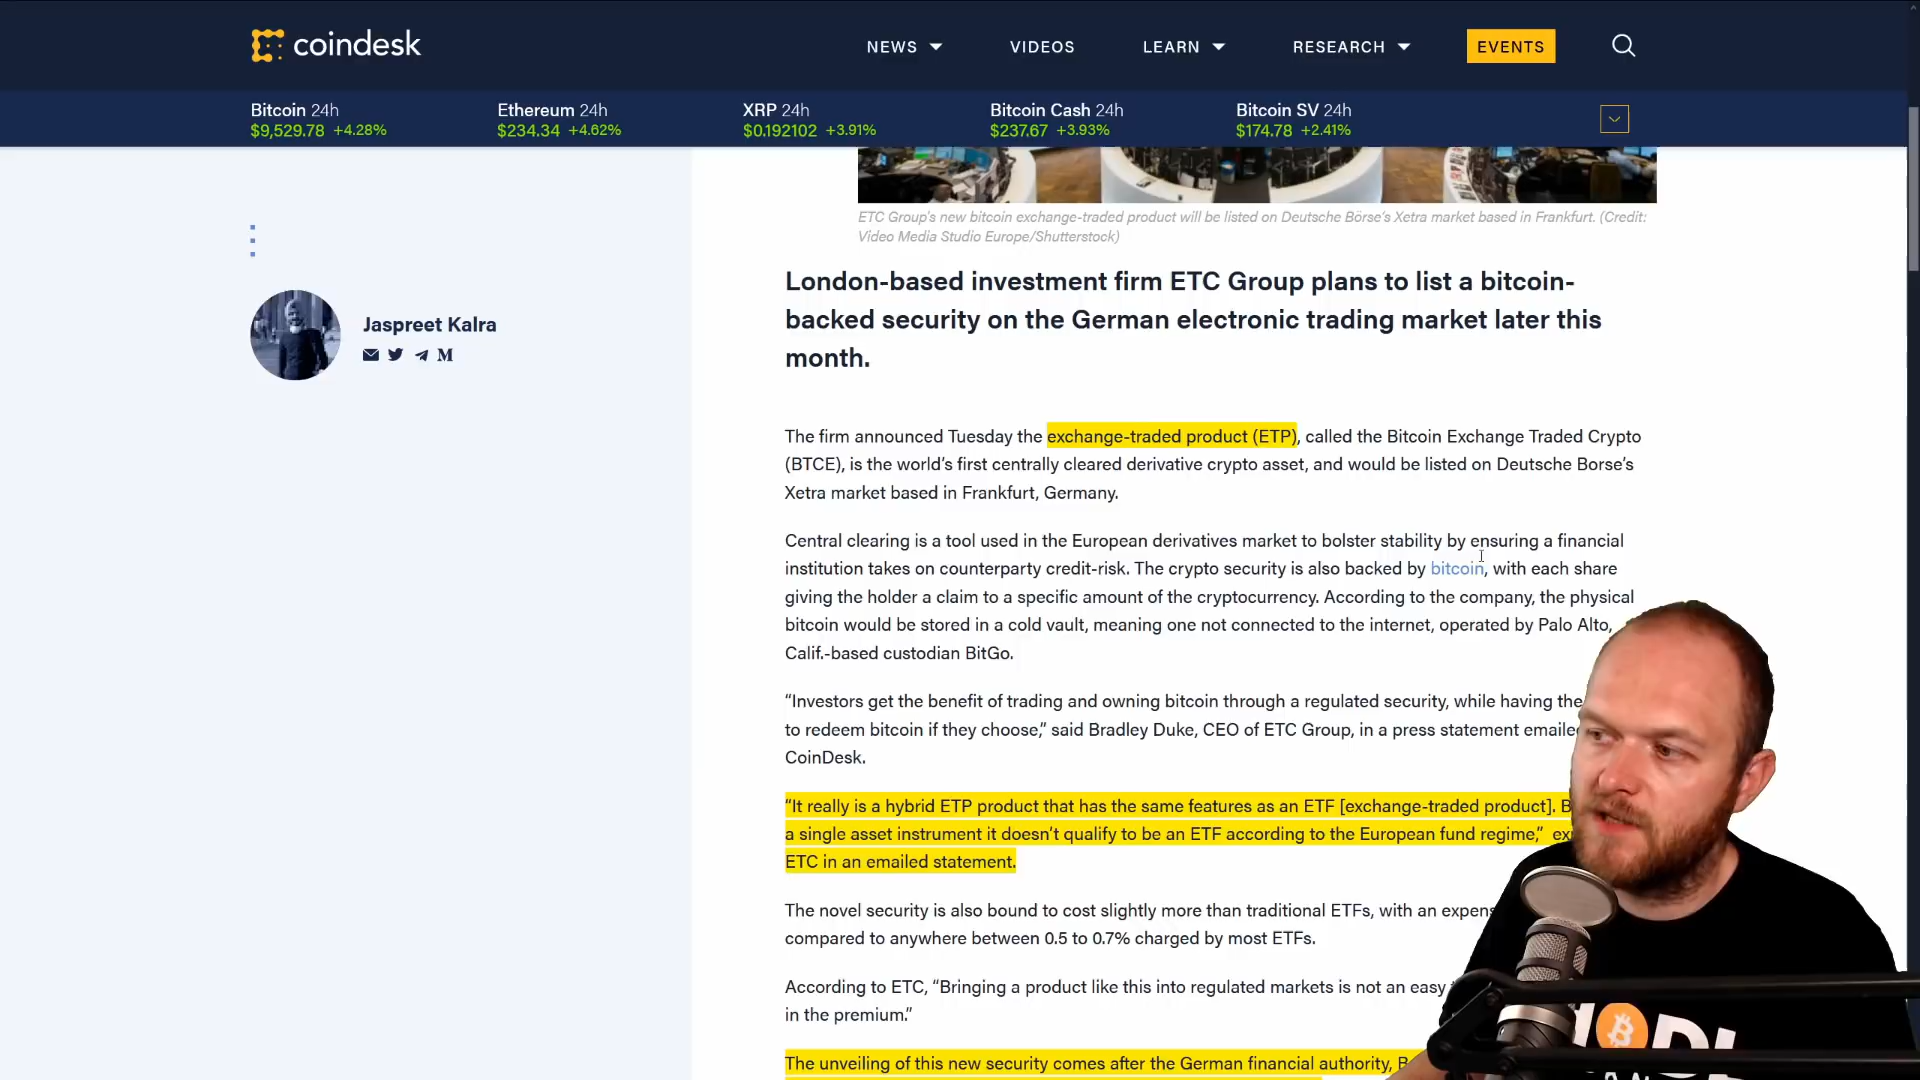 coindesk
NEWS VIDEOS LEARN RESEARCH EVENTS
Bitcoin 24h Ethereum 24h XRP 24h Bitcoin Cash 24h Bitcoin SV 24h
$9,529.78 +4.28% $234.34 +4.62% $0.192102 +3.91% $237.67 +3.93% $174.78 +2.41%
ETC Group's new bitcoin exchange-traded product will be listed on Deutsche Börse's Xetra market based in Frankfurt. (Credit:
Video Media Studio Europe/Shutterstock)
London-based investment firm ETC Group plans to list a bitcoin-
backed security on the German electronic trading market later this
month.
Jaspreet Kalra
The firm announced Tuesday the exchange-traded product (ETP), called the Bitcoin Exchange Traded Crypto
(BTCE), is the world's first centrally cleared derivative crypto asset, and would be listed on Deutsche Borse's
Xetra market based in Frankfurt, Germany.
Central clearing is a tool used in the European derivatives market to bolster stability by ensuring a financial
institution takes on counterparty credit-risk. The crypto security is also backed by bitcoin, with each share
giving the holder a claim to a specific amount of the cryptocurrency. According to the company, the physical
bitcoin would be stored in a cold vault, meaning one not connected to the internet, operated by Palo Alto,
Calif.-based custodian BitGo.
“Investors get the benefit of trading and owning bitcoin through a regulated security, while having the
to redeem bitcoin if they choose,” said Bradley Duke, CEO of ETC Group, in a press statement emailed
CoinDesk.
“It really is a hybrid ETP product that has the same features as an ETF [exchange-traded product].
a single asset instrument it doesn't qualify to be an ETF according to the European fund regime,”
ETC in an emailed statement.
The novel security is also bound to cost slightly more than traditional ETFs, with an
compared to anywhere between 0.5 to 0.7% charged by most ETFs.
According to ETC, “Bringing a product like this into regulated markets is not an easy
in the premium.”
The unveiling of this new security comes after the German financial authority,